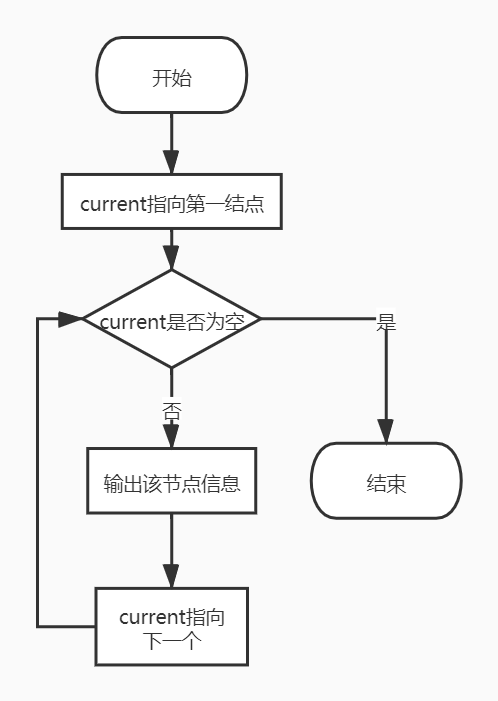 开始
current指向第一结点
current是否为空
是
否
输出该节点信息
结束
current指向
下一个